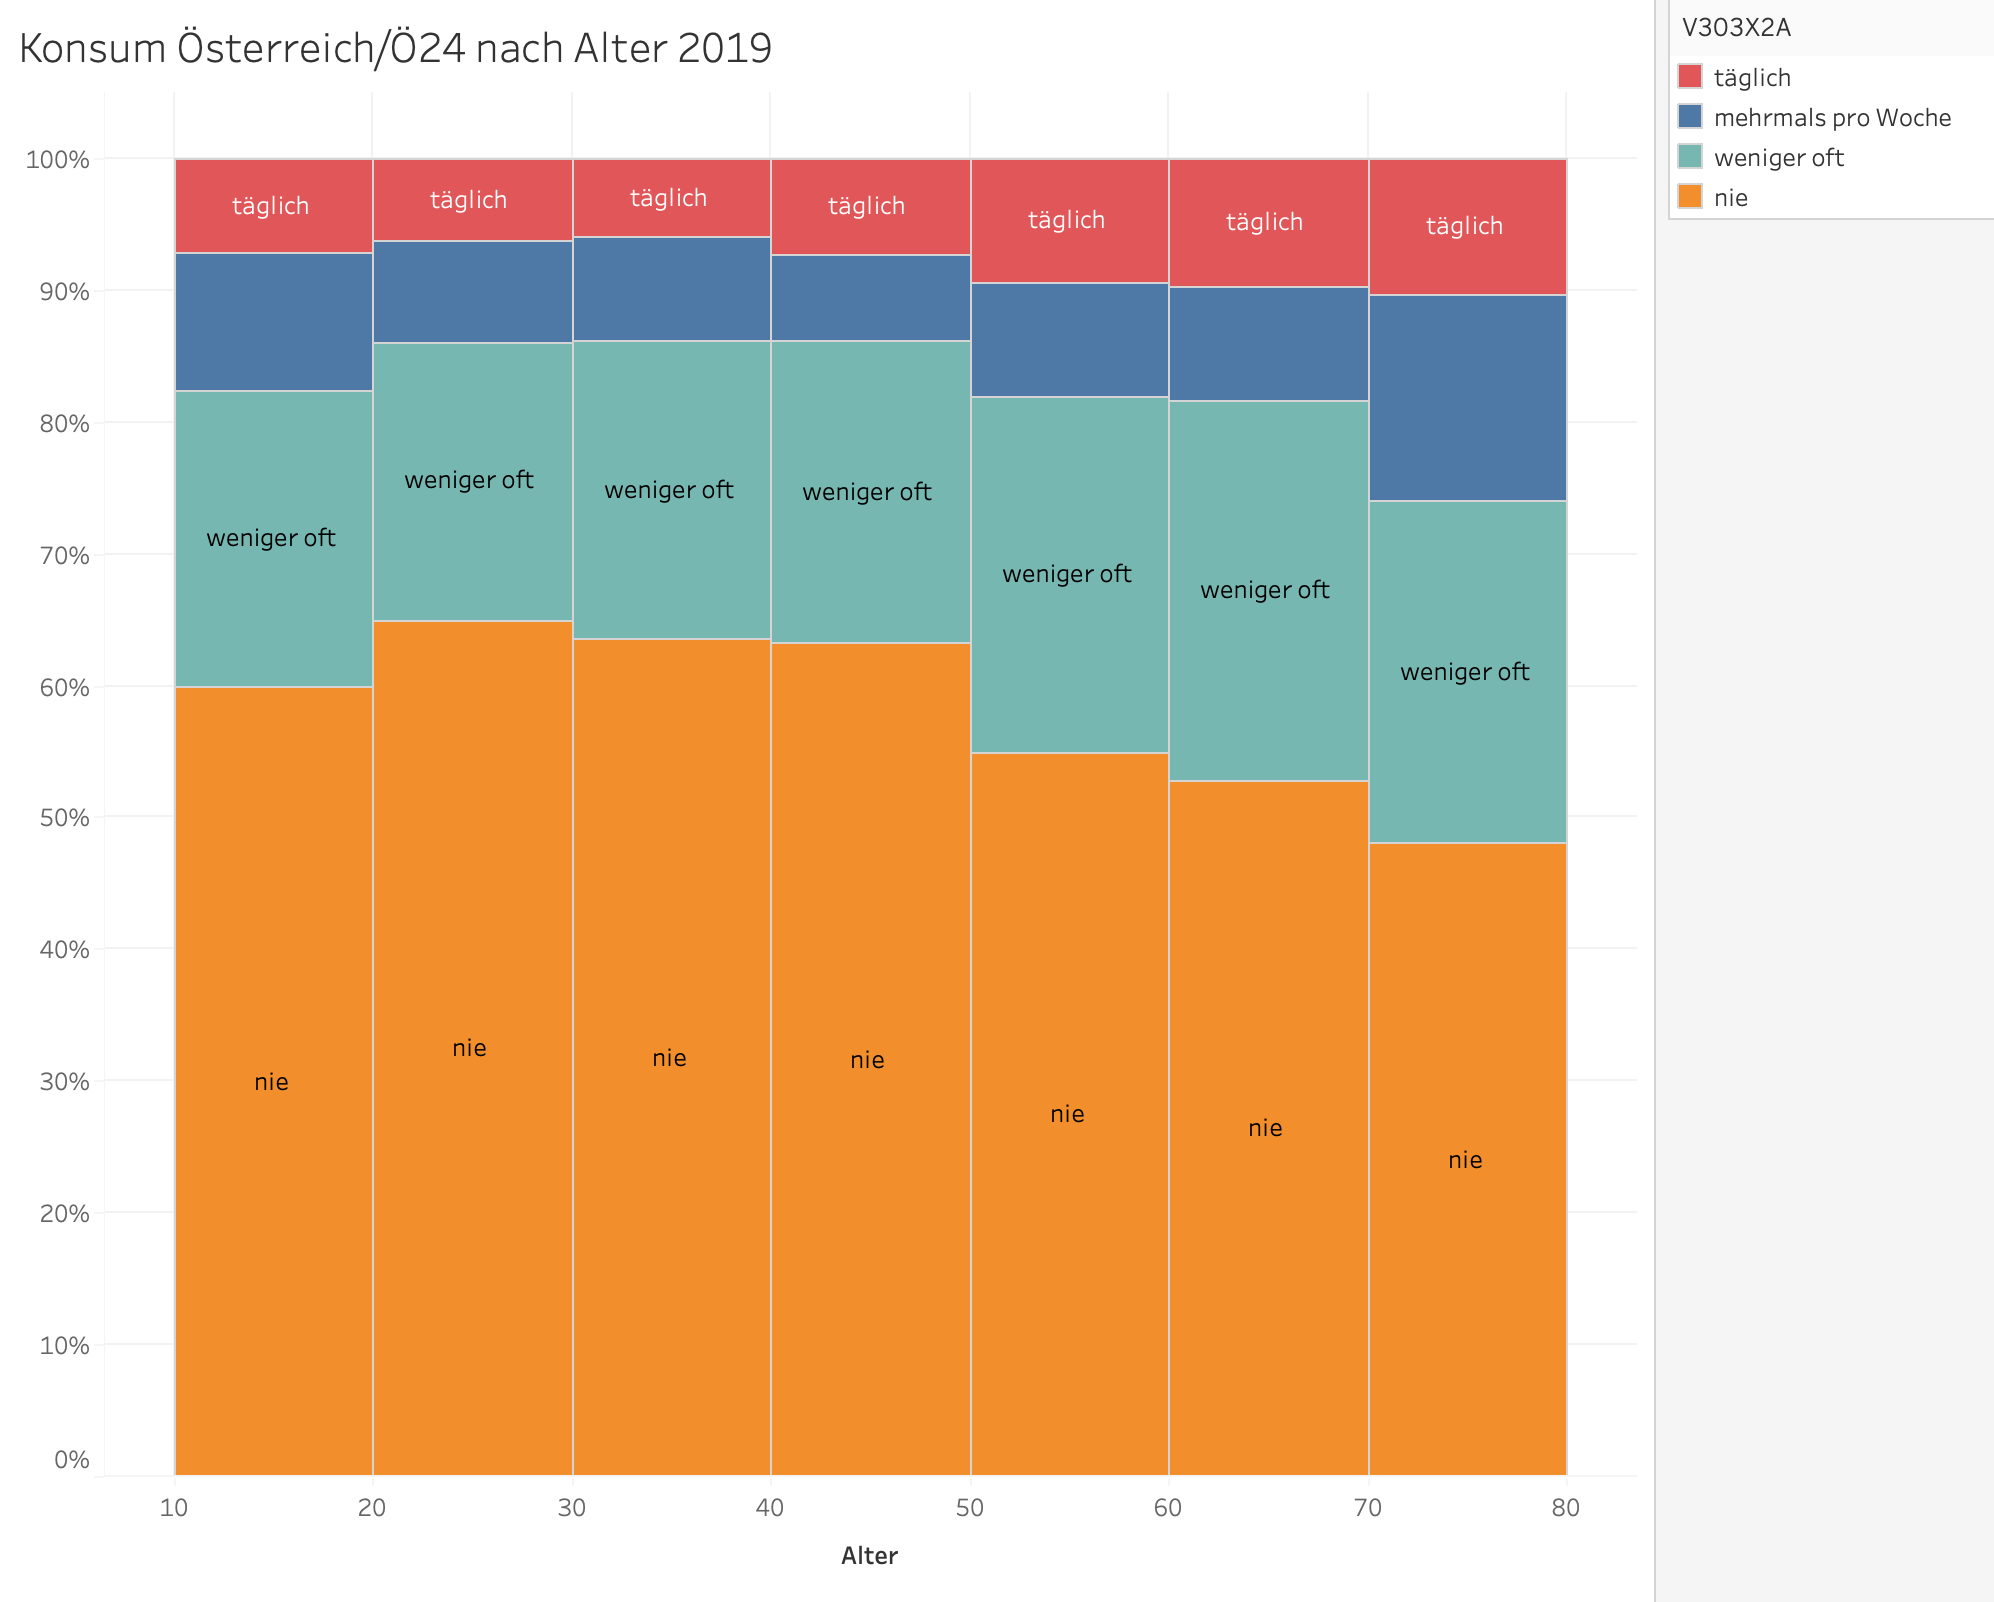 Konsum Österreich/Ö24 nach Alter 2019
V303X2A
täglich
mehrmals pro Woche
weniger oft
nie
100%
90%
80%
70%
60%
50%
40%
30%
20%
10%
0%
täglich
täglich
täglich
täglich
täglich
täglich
täglich
weniger oft
weniger oft
weniger oft
weniger oft
weniger oft
weniger oft
weniger oft
nie
nie
nie
nie
nie
nie
nie
10 20 30 40 50 60 70 80
Alter